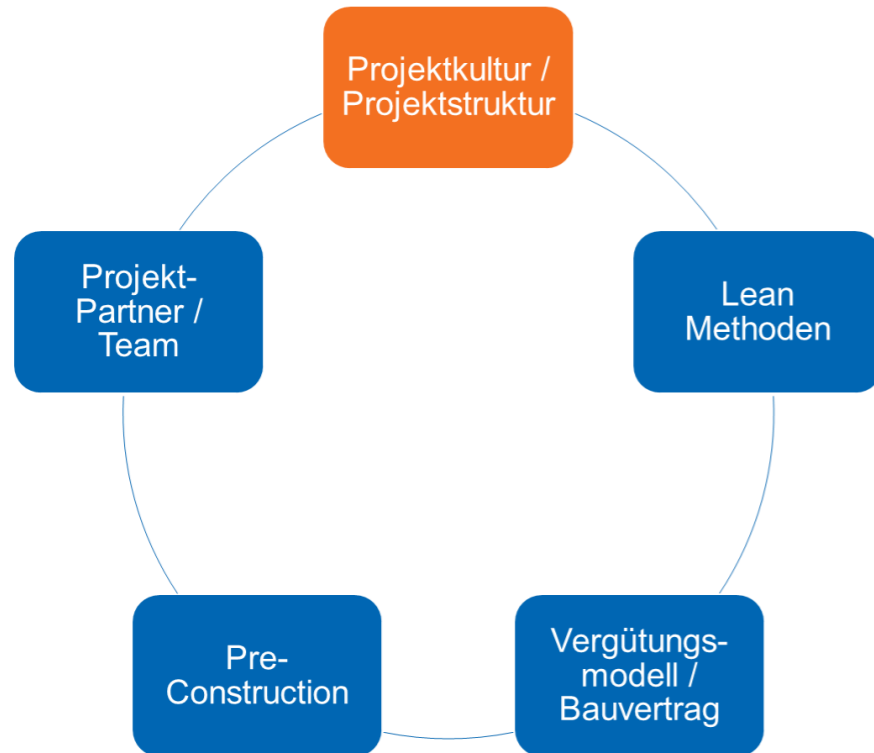 Projektkultur /
Projektstruktur
Projekt-
Partner /
Team
Lean
Methoden
Pre-
Construction
Vergütungs-
modell /
Bauvertrag